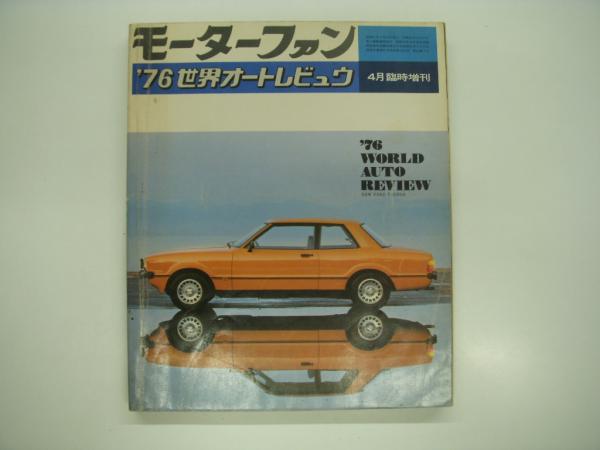 モーターファン
'76 世界オートレビュウ
4月臨時増刊
'76
WORLD
AUTO
REVIEW